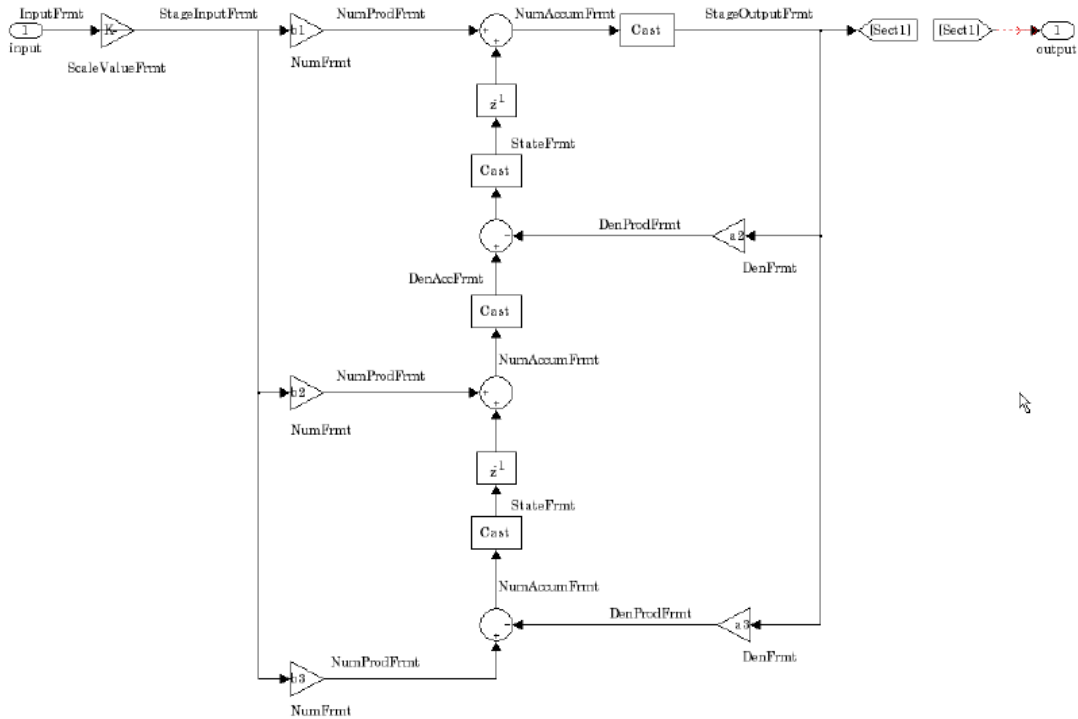 InputFrmt
StageInputFrmt
NumProdFrmt
NumAccumFrmt
StageOutputFrmt
1
K-
b1
+
+
Cast
[Sect1]
[Sect1]
1
input
output
ScaleValueFrmt
NumFrmt
z-1
StateFrmt
Cast
DenProdFrmt
-
+
a2
DenAccFrmt
DenFrmt
Cast
NumAccumFrmt
NumProdFrmt
b2
+
+
NumFrmt
z-1
StateFrmt
Cast
NumAccumFrmt
DenProdFrmt
-
+
a3
DenFrmt
NumProdFrmt
b3
NumFrmt